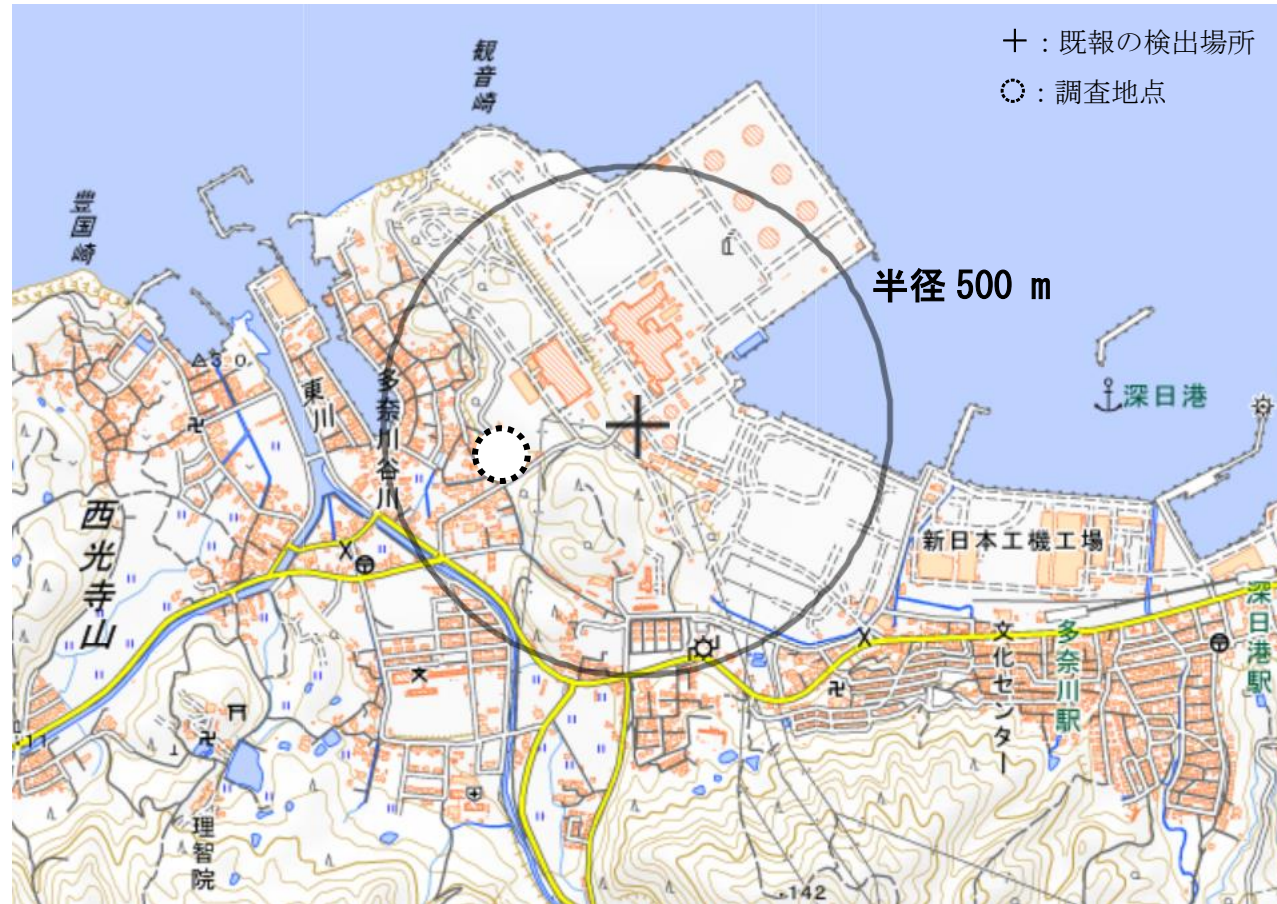 ＋：既報の検出場所
：調査地点
観音崎
豊国崎
半径 500 m
深日港
東川
多奈川谷川
3 0.
西光寺山
新日本工機工場
文化センター
多奈川駅
深日港駅
理智院
142